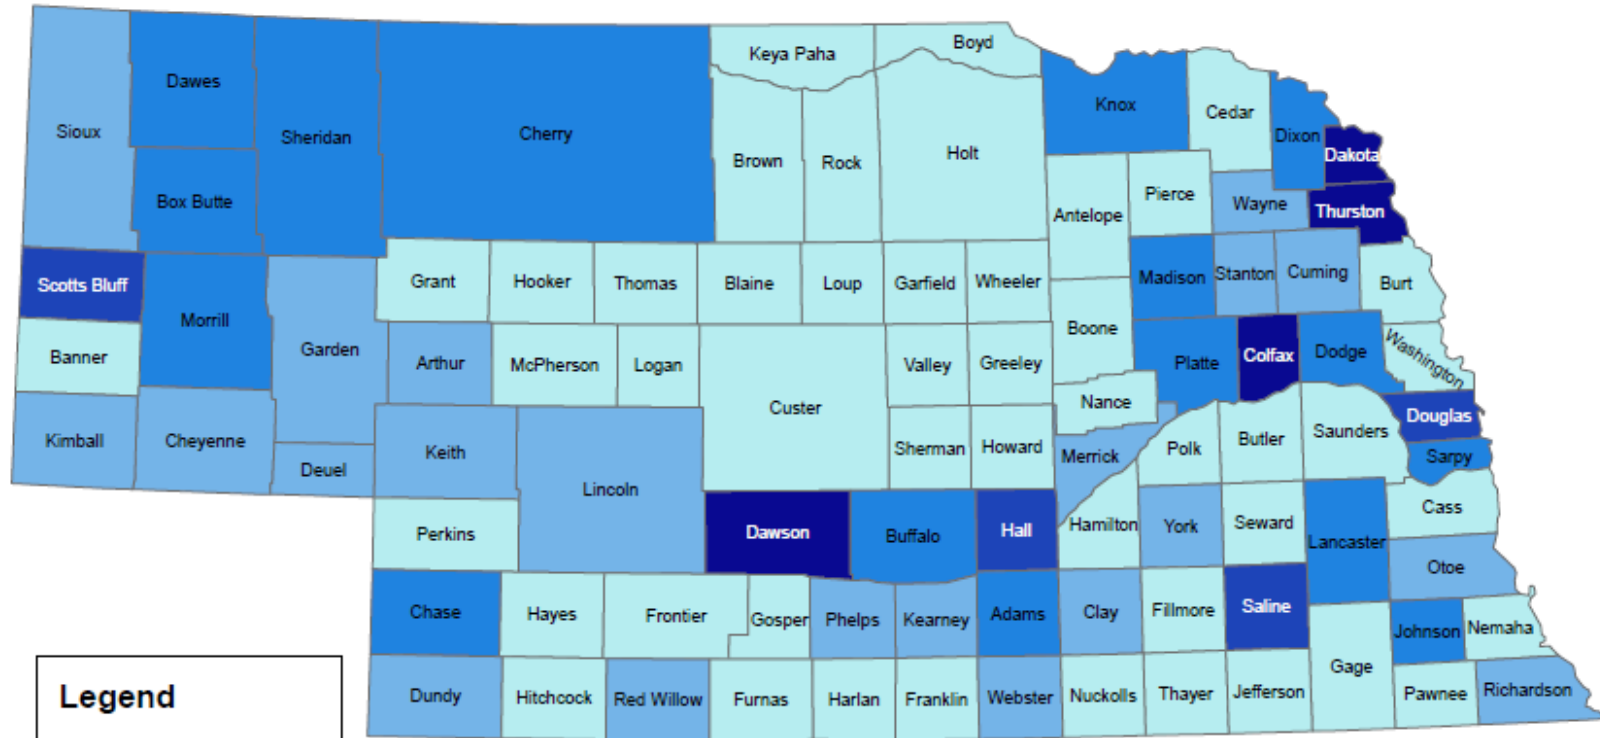 Keya Paha
Boyd
Dawes
Knox
Cedar
Sioux
Sheridan
Cherry
Dixon
Dakota
Brown
Rock
Holt
Pierce
Box Butte
Antelope
Wayne
Thurston
Scotts Bluff
Grant
Hooker
Thomas
Blaine
Loup
Garfield
Wheeler
Madison
Stanton
Cuming
Burt
Morrill
Boone
Banner
Garden
Arthur
McPherson
Logan
Valley
Greeley
Platte
Colfax
Dodge
Washington
Custer
Nance
Douglas
Kimball
Cheyenne
Keith
Sherman
Howard
Merrick
Polk
Butler
Saunders
Sarpy
Deuel
Lincoln
Cass
Perkins
Dawson
Buffalo
Hall
Hamilton
York
Seward
Lancaster
Otoe
Chase
Hayes
Frontier
Gosper
Phelps
Kearney
Adams
Clay
Fillmore
Saline
Johnson
Nemaha
Gage
Dundy
Hitchcock
Red Willow
Furnas
Harlan
Franklin
Webster
Nuckolls
Thayer
Jefferson
Pawnee
Richardson
Legend